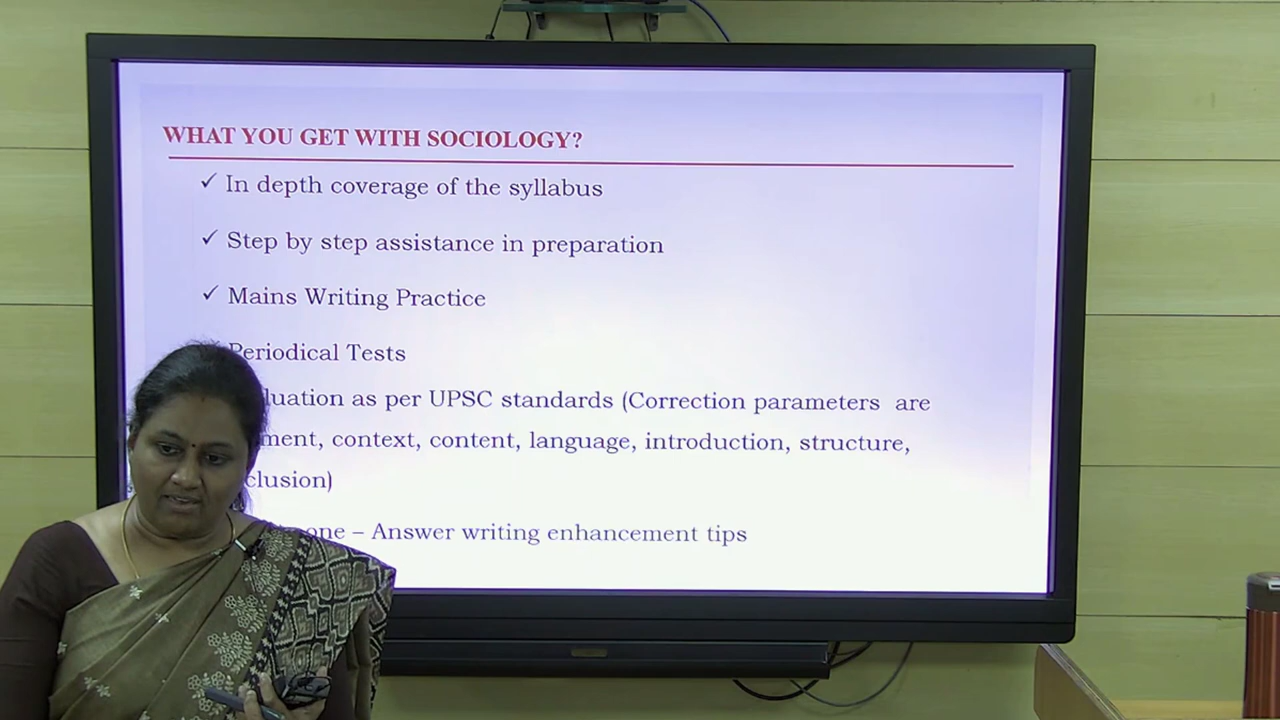 WHAT YOU GET WITH SOCIOLOGY?
✓ In depth coverage of the syllabus
✓ Step by step assistance in preparation
✓ Mains Writing Practice
Periodical Tests
luation as per UPSC standards (Correction parameters are
ment, context, content, language, introduction, structure,
clusion)
one – Answer writing enhancement tips